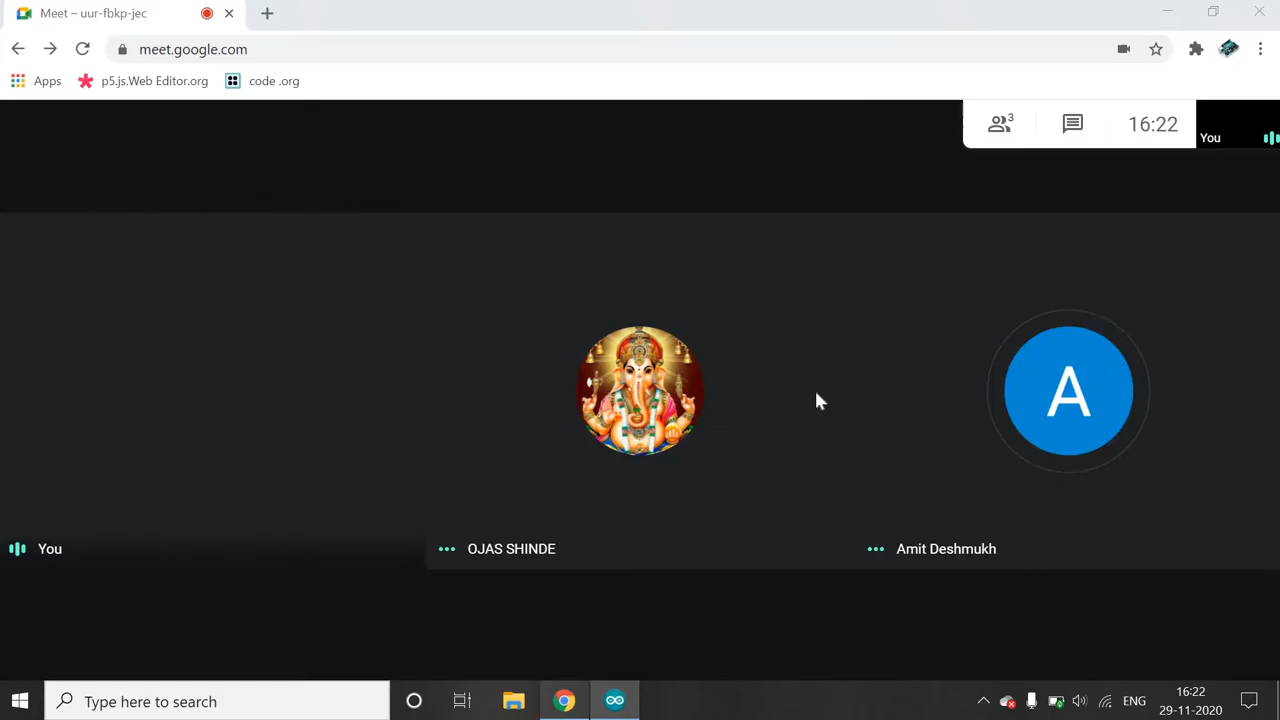 Meet – uur-fbkp-jec
meet.google.com
Apps
p5.js.Web Editor.org
code .org
3
16:22
You
A
You
OJAS SHINDE
Amit Deshmukh
Type here to search
ENG
16:22
29-11-2020